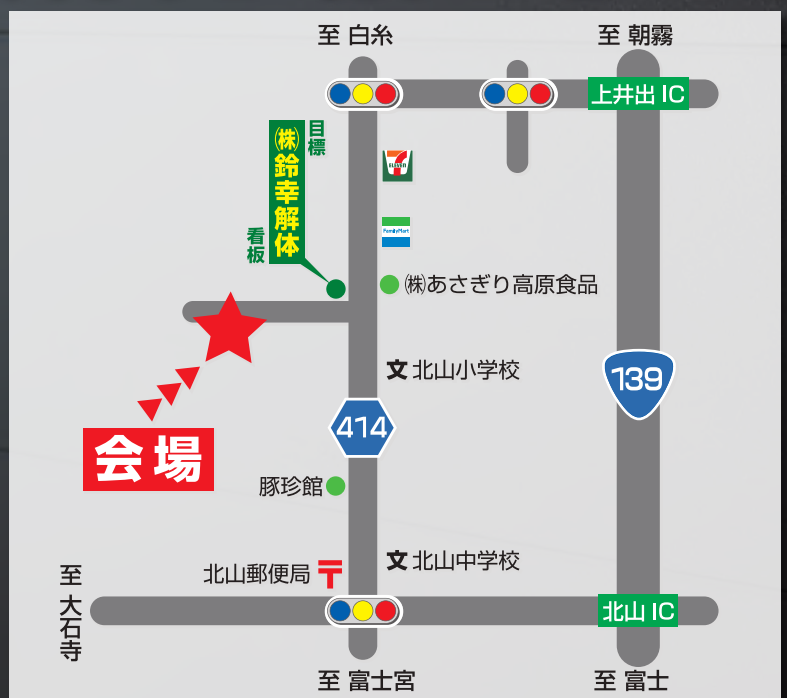 至 白糸
至 朝霧
上井出 IC
目標
㈱鈴幸解体
看板
ELEVEN
FamilyMart
㈱あさぎり高原食品
北山小学校
139
414
会場
豚珍館
北山中学校
北山郵便局
至 大石寺
北山 IC
至 富士宮
至 富士